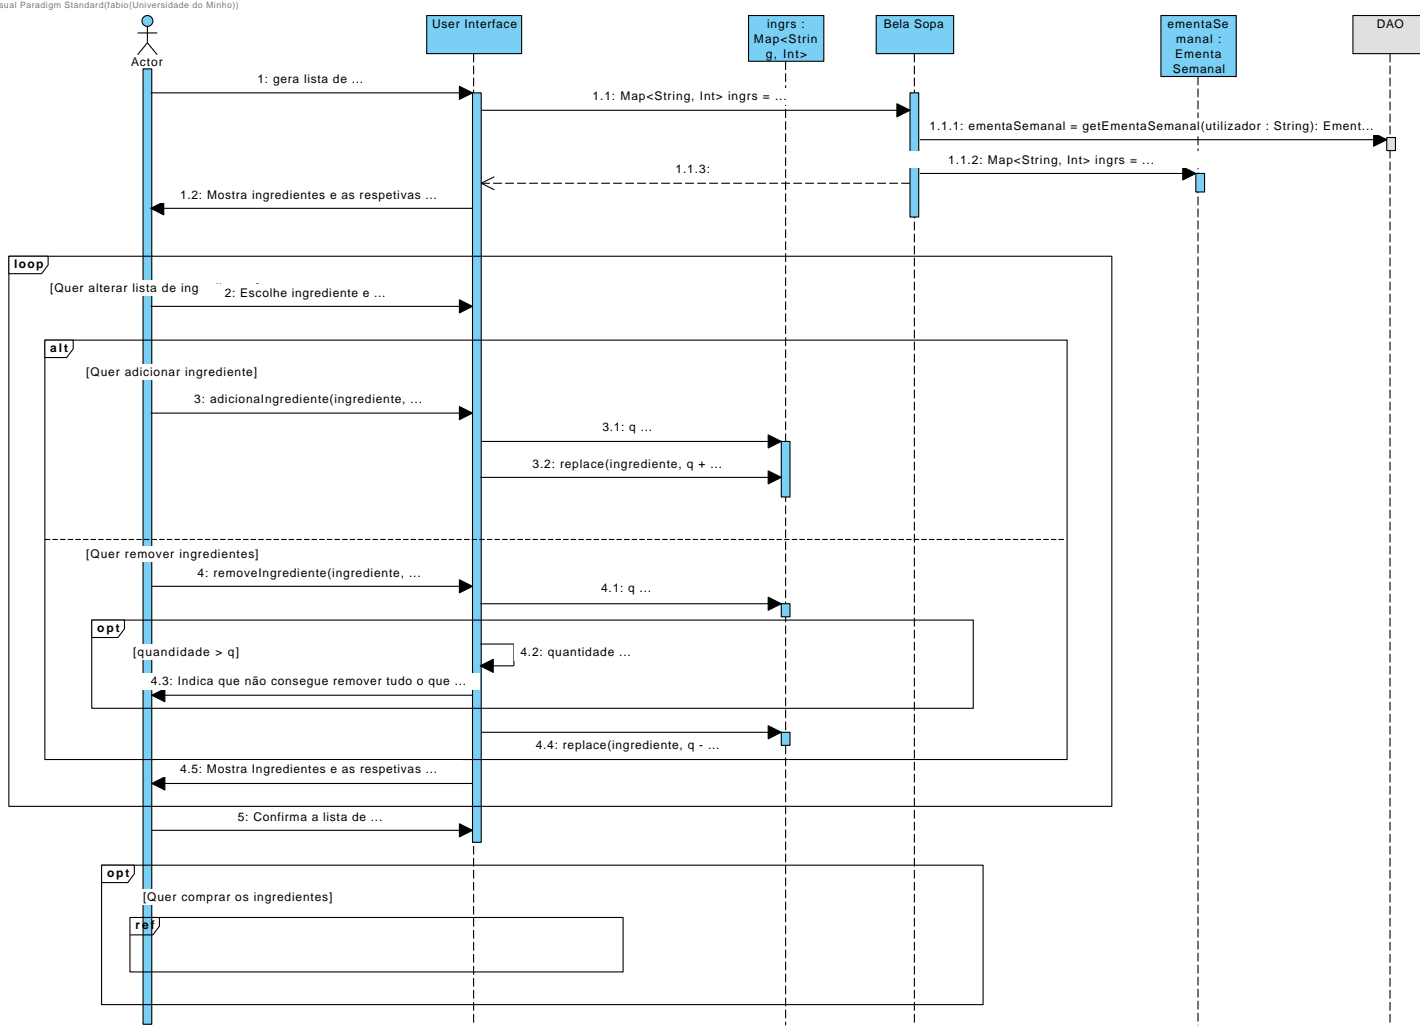 sual Paradigm Standard(fabio(Universidade do Minho))
Actor
User Interface
ingrs :
Map<Strin
g, Int>
Bela Sopa
ementaSe
manal :
Ementa
Semanal
DAO
1: gera lista de ...
1.1: Map<String, Int> ingrs = ...
1.1.1: ementaSemanal = getEmentaSemanal(utilizador : String): Ement...
1.1.2: Map<String, Int> ingrs = ...
1.1.3:
1.2: Mostra ingredientes e as respetivas ...
loop
[Quer alterar lista de ing
2: Escolhe ingrediente e ...
alt
[Quer adicionar ingrediente]
3: adicionaIngrediente(ingrediente, ...
3.1: q ...
3.2: replace(ingrediente, q + ...
[Quer remover ingredientes]
4: removeIngrediente(ingrediente, ...
4.1: q ...
opt
[quandidade > q]
4.2: quantidade ...
4.3: Indica que não consegue remover tudo o que ...
4.4: replace(ingrediente, q - ...
4.5: Mostra Ingredientes e as respetivas ...
5: Confirma a lista de ...
opt
[Quer comprar os ingredientes]
ref